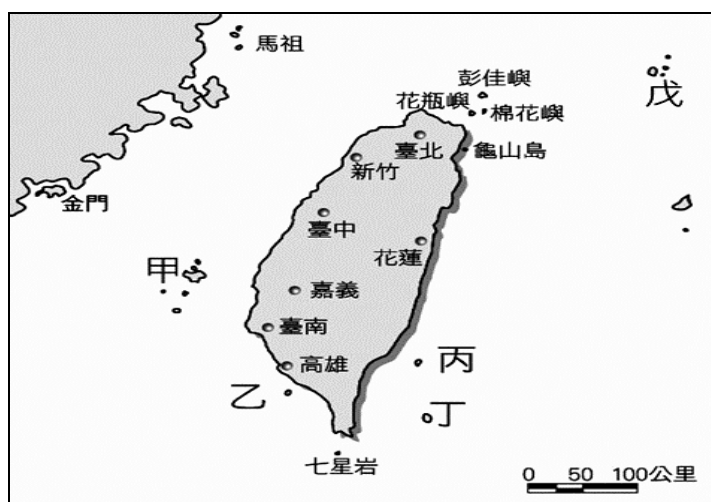 馬祖
彭佳嶼
戊
花瓶嶼
棉花嶼
臺北
龜山島
新竹
金門
臺中
花蓮
甲
嘉義
臺南
丙
高雄
乙
丁
七星岩
0 50 100公里